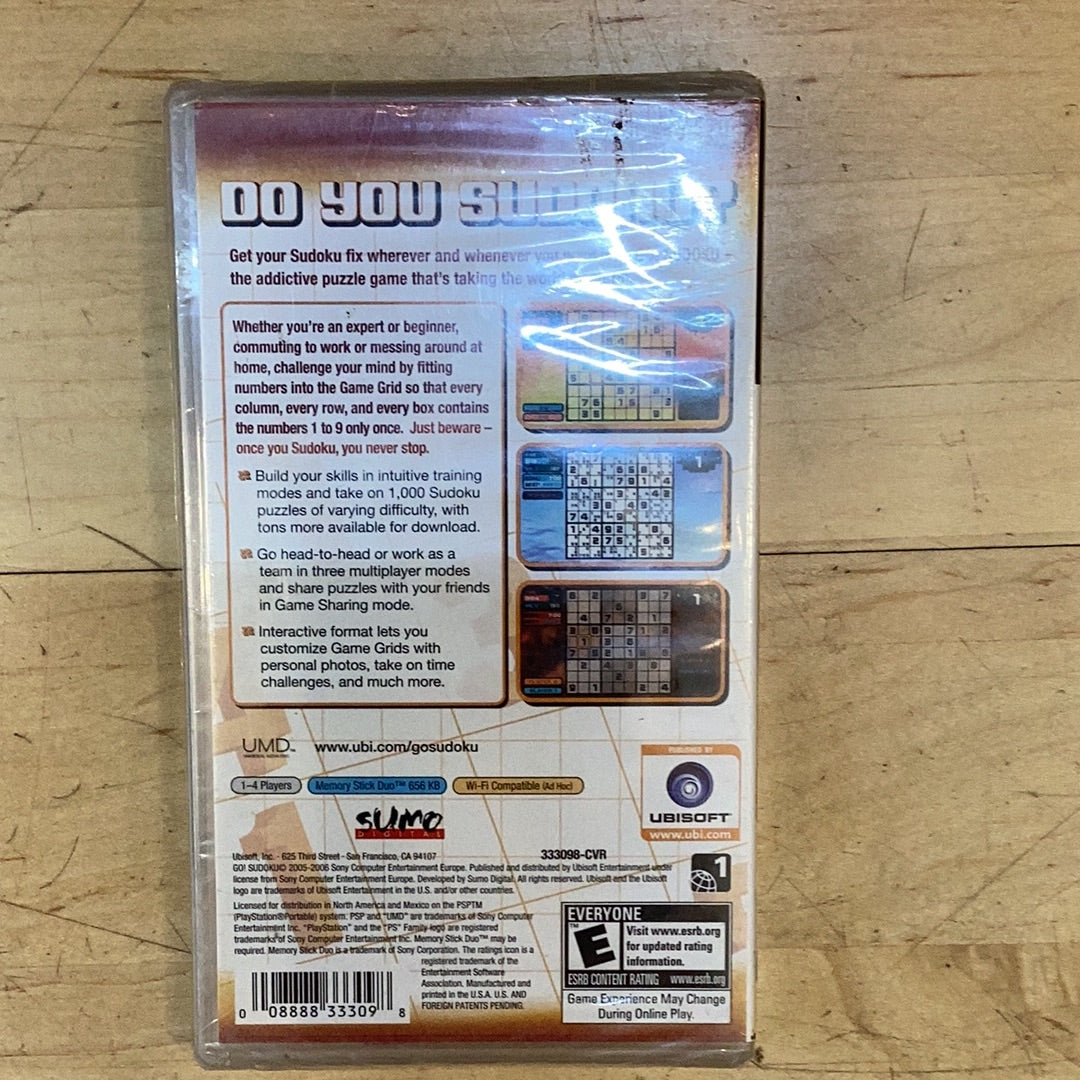 DO YOU
Get your Sudoku fix wherever and whenever you
the addictive puzzle game that's taking the
Whether you're an expert or beginner,
commuting to work or messing around at
home, challenge your mind by fitting
numbers into the Game Grid so that every
column, every row, and every box contains
the numbers 1 to 9 only once. Just beware –
once you Sudoku, you never stop.
Build your skills in intuitive training
modes and take on 1,000 Sudoku
puzzles of varying difficulty, with
tons more available for download.
Go head-to-head or work as a
team in three multiplayer modes
and share puzzles with your friends
in Game Sharing mode.
Interactive format lets you
customize Game Grids with
personal photos, take on time
challenges, and much more.
UMD™ www.ubi.com/gosudoku
1-4 Players Memory Stick Duo™ 656 KB Wi-Fi Compatible (Ad Hoc)
SUMO
DIGITAL
PUBLISHED BY
UBISOFT
www.ubi.com
Ubisoft, Inc. · 625 Third Street · San Francisco, CA 94107 333098-CVR
GO! SUDOKU© 2005-2006 Sony Computer Entertainment Europe. Published and distributed by Ubisoft Entertainment under
license from Sony Computer Entertainment Europe. Developed by Sumo Digital. All rights reserved. Ubisoft and the Ubisoft
logo are trademarks of Ubisoft Entertainment in the U.S. and/or other countries.
1
Licensed for distribution in North America and Mexico on the PSPTM
(PlayStation®Portable) system. PSP and "UMD" are trademarks of Sony Computer
Entertainment Inc. "PlayStation" and the "PS" Family logo are registered
trademarks of Sony Computer Entertainment Inc. Memory Stick Duo™ may be
required. Memory Stick Duo is a trademark of Sony Corporation. The ratings icon is a
registered trademark of the
Entertainment Software
Association. Manufactured and
printed in the U.S.A. U.S. AND
FOREIGN PATENTS PENDING.
0 08888 33309 8
EVERYONE
E
Visit www.esrb.org
for updated rating
information.
ESRB CONTENT RATING www.esrb.org
Game Experience May Change
During Online Play.